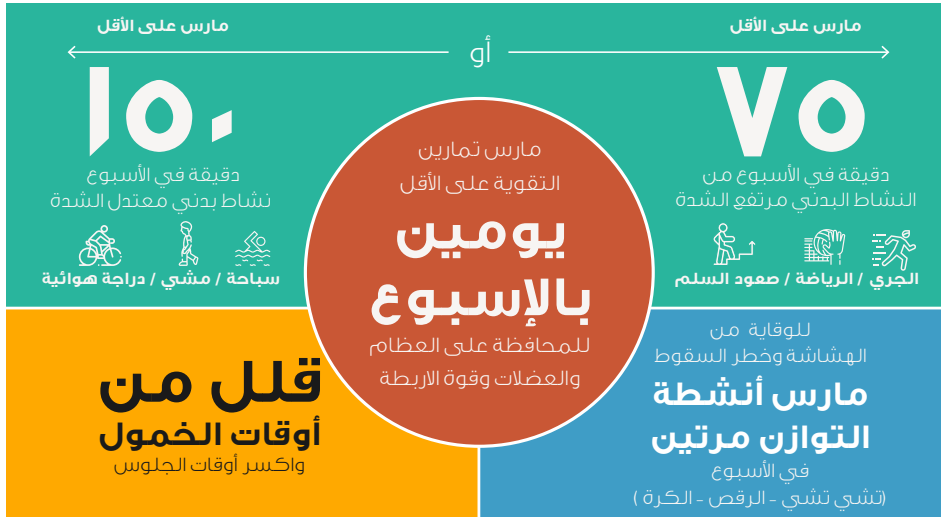 مارس على الأقل
٧٥
دقيقة في الأسبوع من
النشاط البدني مرتفع الشدة
الجري / الرياضة / صعود السلم
أو
مارس على الأقل
١٥٠
دقيقة في الأسبوع
نشاط بدني معتدل الشدة
سباحة / مشي / دراجة هوائية
مارس تمارين
التقوية على الأقل
يومين
بالإسبوع
للمحافظة على العظام
والعضلات وقوة الاربطة
للوقاية من
الهشاشة وخطر السقوط
مارس أنشطة
التوازن مرتين
في الأسبوع
(تشي تشي - الرقص - الكرة )
قلل من
أوقات الخمول
واكسر أوقات الجلوس